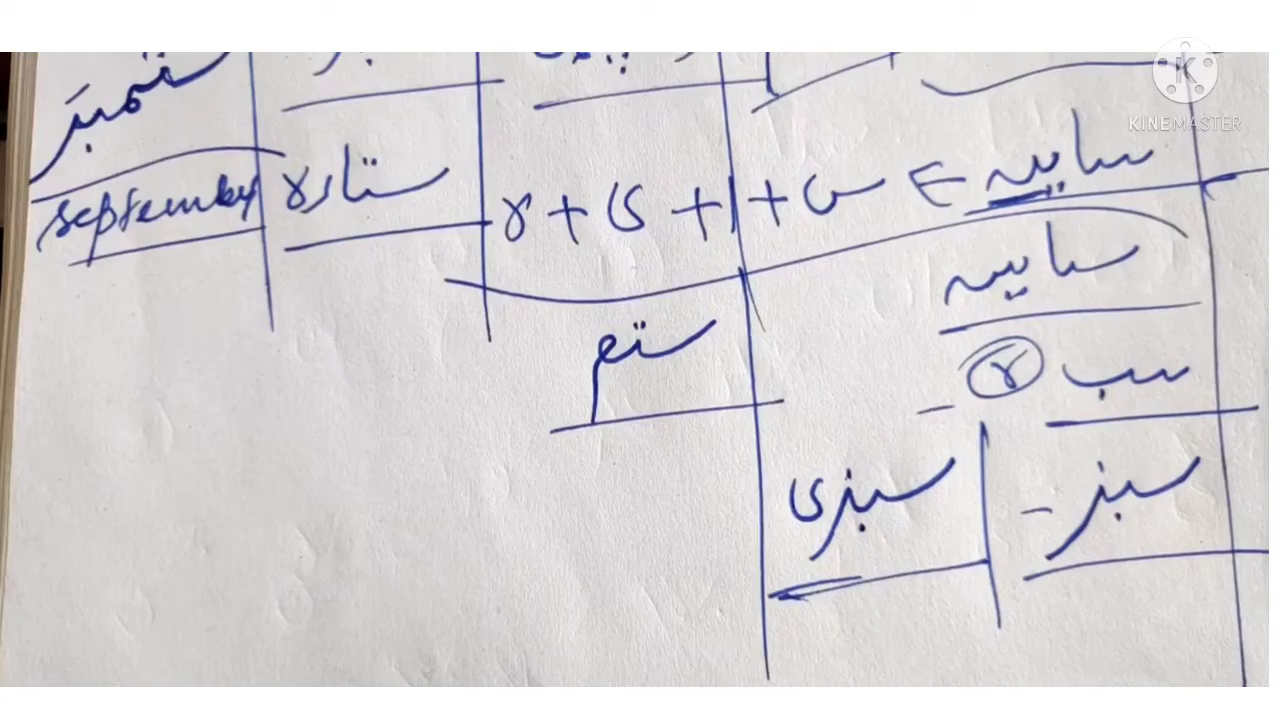 KINEMASTER
ستمبر
سایہ ⇐ س + ا + ی + ہ
ستارہ
september
سایہ
ستم
سب ہ
سبز - سبزی